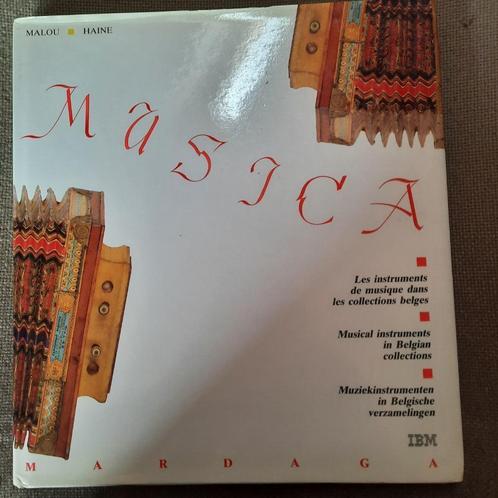 MALOU ■ HAINE
MUSICA
Les instruments
de musique dans
les collections belges
Musical instruments
in Belgian
collections
Muziekinstrumenten
in Belgische
verzamelingen
IBM
MARDAGA